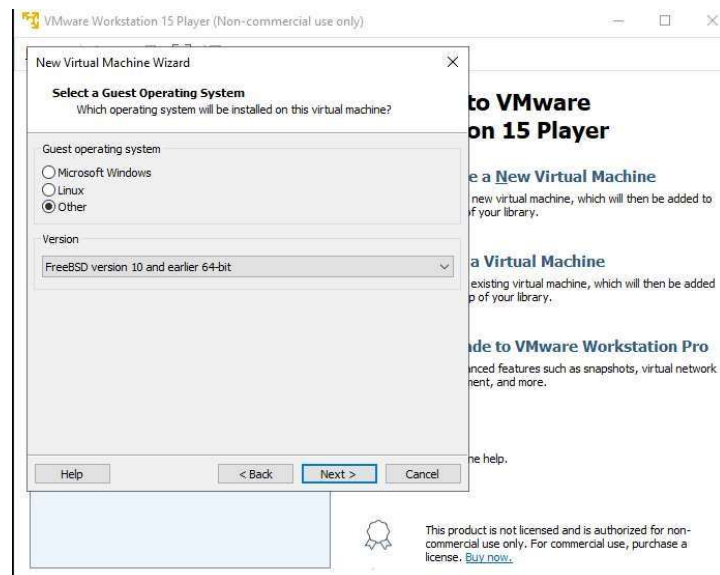 VMware Workstation 15 Player (Non-commercial use only)
New Virtual Machine Wizard
Select a Guest Operating System
Which operating system will be installed on this virtual machine?
Guest operating system
Microsoft Windows
Linux
Other
Version
FreeBSD version 10 and earlier 64-bit
Help
< Back
Next >
Cancel
to VMware
on 15 Player
e a New Virtual Machine
new virtual machine, which will then be added to
of your library.
a Virtual Machine
existing virtual machine, which will then be added
p of your library.
de to VMware Workstation Pro
anced features such as snapshots, virtual network
ment, and more.
ne help.
This product is not licensed and is authorized for non-
commercial use only. For commercial use, purchase a
license. Buy now.